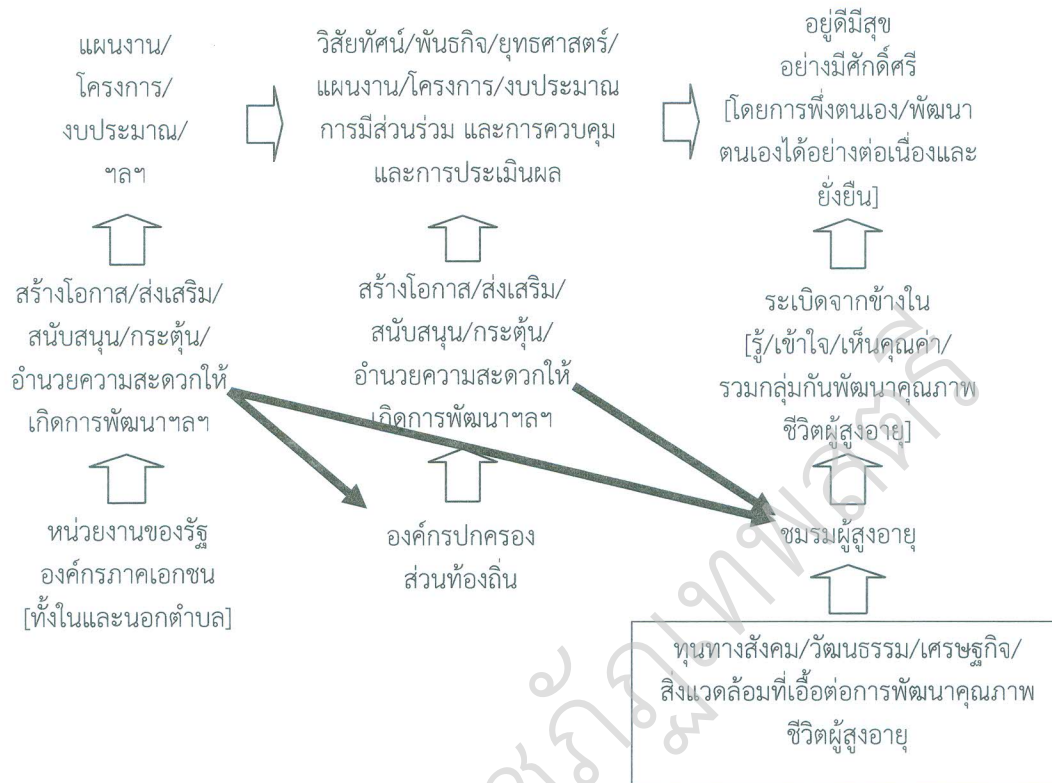 แผนงาน/
โครงการ/
งบประมาณ/
ฯลฯ
วิสัยทัศน์/พันธกิจ/ยุทธศาสตร์/
แผนงาน/โครงการ/งบประมาณ
การมีส่วนร่วม และการควบคุม
และการประเมินผล
อยู่ดีมีสุข
อย่างมีศักดิ์ศรี
[โดยการพึ่งตนเอง/พัฒนา
ตนเองได้อย่างต่อเนื่องและ
ยั่งยืน]
สร้างโอกาส/ส่งเสริม/
สนับสนุน/กระตุ้น/
อำนวยความสะดวกให้
เกิดการพัฒนาฯลฯ
สร้างโอกาส/ส่งเสริม/
สนับสนุน/กระตุ้น/
อำนวยความสะดวกให้
เกิดการพัฒนาฯลฯ
ระเบิดจากข้างใน
[รู้/เข้าใจ/เห็นคุณค่า/
รวมกลุ่มกันพัฒนาคุณภาพ
ชีวิตผู้สูงอายุ]
หน่วยงานของรัฐ
องค์กรภาคเอกชน
[ทั้งในและนอกตำบล]
องค์กรปกครอง
ส่วนท้องถิ่น
ชมรมผู้สูงอายุ
ทุนทางสังคม/วัฒนธรรม/เศรษฐกิจ/
สิ่งแวดล้อมที่เอื้อต่อการพัฒนาคุณภาพ
ชีวิตผู้สูงอายุ